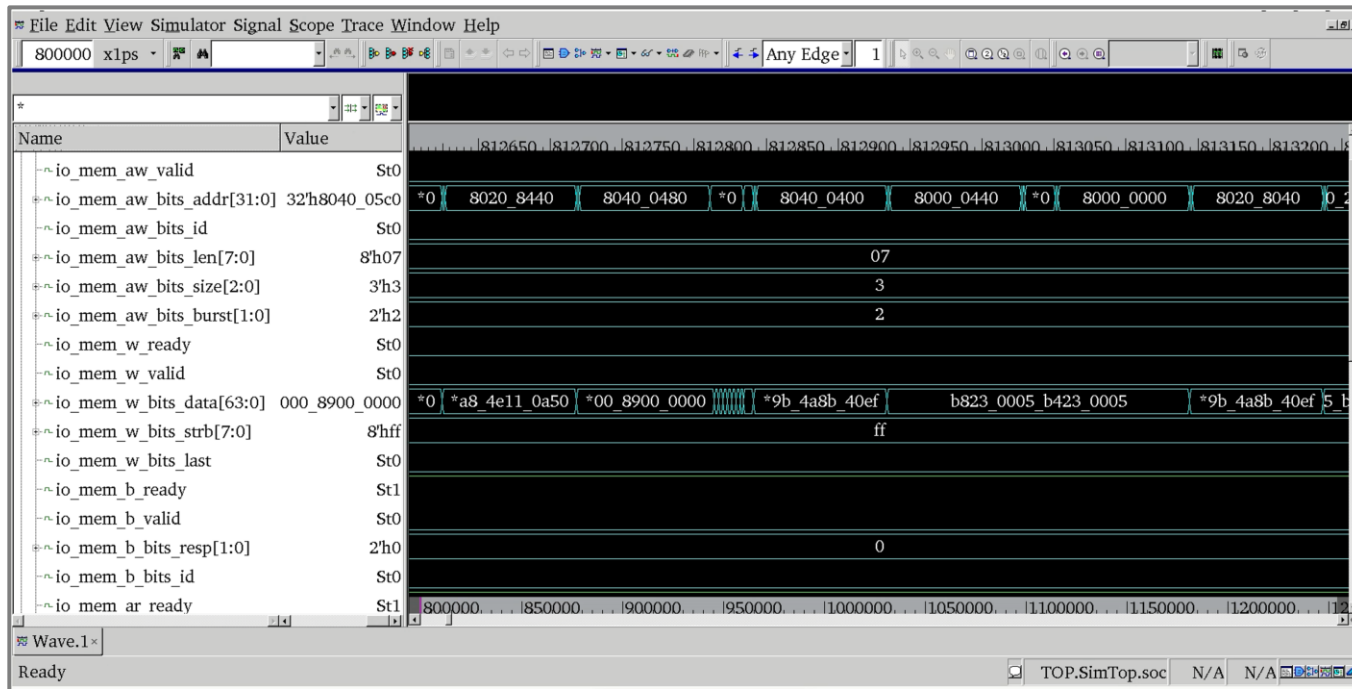 File Edit View Simulator Signal Scope Trace Window Help
800000 x1ps Any Edge 1
*
Name Value
812650 812700 812750 812800 812850 812900 812950 813000 813050 813100 813150 813200
io_mem_aw_valid St0
io_mem_aw_bits_addr[31:0] 32'h8040_05c0 *0 8020_8440 8040_0480 *0 8040_0400 8000_0440 *0 8000_0000 8020_8040 0_2
io_mem_aw_bits_id St0
io_mem_aw_bits_len[7:0] 8'h07 07
io_mem_aw_bits_size[2:0] 3'h3 3
io_mem_aw_bits_burst[1:0] 2'h2 2
io_mem_w_ready St0
io_mem_w_valid St0
io_mem_w_bits_data[63:0] 000_8900_0000 *0 *a8_4e11_0a50 *00_8900_0000 *9b_4a8b_40ef b823_0005_b423_0005 *9b_4a8b_40ef 5_b
io_mem_w_bits_strb[7:0] 8'hff ff
io_mem_w_bits_last St0
io_mem_b_ready St1
io_mem_b_valid St0
io_mem_b_bits_resp[1:0] 2'h0 0
io_mem_b_bits_id St0
io_mem_ar_ready St1
800000 850000 900000 950000 1000000 1050000 1100000 1150000 1200000 12
Wave.1
Ready TOP.SimTop.soc N/A N/A